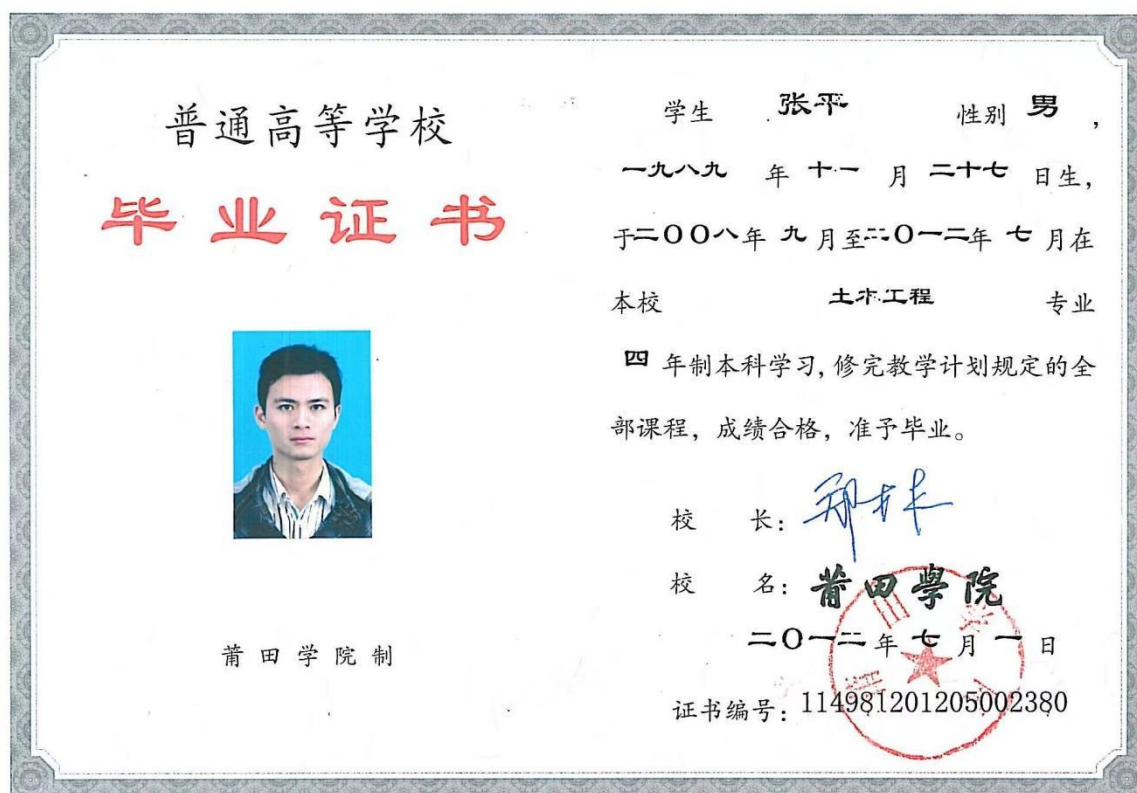 普通高等学校
毕业证书
莆田学院制
学生 张平 性别 男,
一九八九 年 十一 月 二十七 日生,
于二〇〇八年 九 月至二〇一二年 七 月在
本校 土木工程 专业
四 年制本科学习,修完教学计划规定的全
部课程，成绩合格，准予毕业。
校 长:
校 名: 莆田學院
二〇一二年 七 月 一 日
证书编号: 114981201205002380